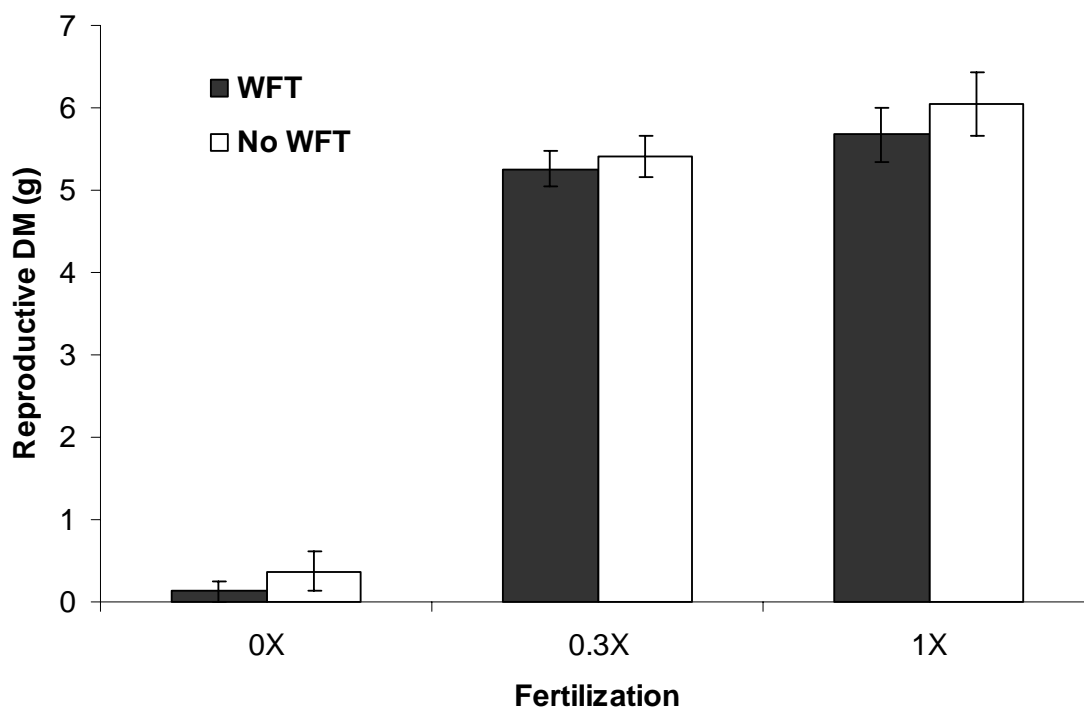 7
6
5
4
3
2
1
0
Reproductive DM (g)
WFT
No WFT
0X 0.3X 1X
Fertilization